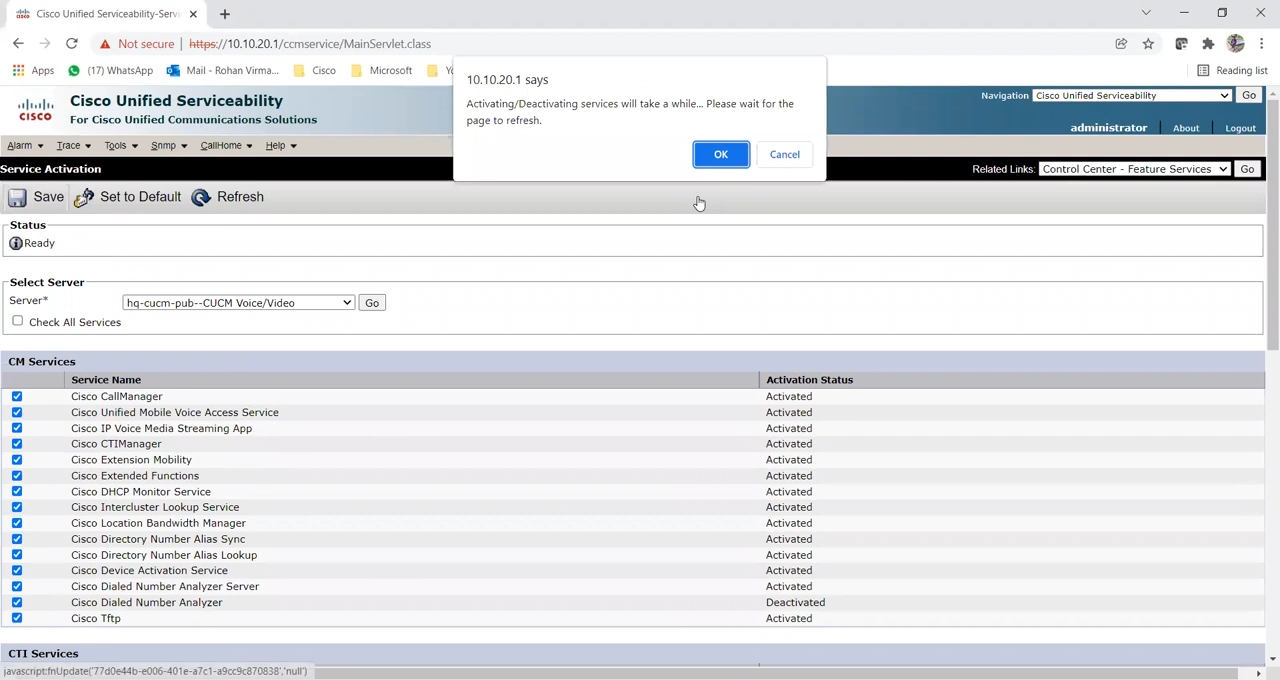 Cisco Unified Serviceability-Servi
Not secure | https://10.10.20.1/ccmservice/MainServlet.class
Apps (17) WhatsApp Mail - Rohan Virma... Cisco Microsoft Reading list
10.10.20.1 says
Activating/Deactivating services will take a while... Please wait for the
page to refresh.
OK Cancel
CISCO
Cisco Unified Serviceability
For Cisco Unified Communications Solutions
Navigation Cisco Unified Serviceability Go
administrator About Logout
Alarm Trace Tools Snmp CallHome Help
Service Activation
Related Links: Control Center - Feature Services Go
Save Set to Default Refresh
Status
Ready
Select Server
Server* hq-cucm-pub--CUCM Voice/Video Go
Check All Services
CM Services
Service Name Activation Status
Cisco CallManager Activated
Cisco Unified Mobile Voice Access Service Activated
Cisco IP Voice Media Streaming App Activated
Cisco CTIManager Activated
Cisco Extension Mobility Activated
Cisco Extended Functions Activated
Cisco DHCP Monitor Service Activated
Cisco Intercluster Lookup Service Activated
Cisco Location Bandwidth Manager Activated
Cisco Directory Number Alias Sync Activated
Cisco Directory Number Alias Lookup Activated
Cisco Device Activation Service Activated
Cisco Dialed Number Analyzer Server Activated
Cisco Dialed Number Analyzer Deactivated
Cisco Tftp Activated
CTI Services
javascript:fnUpdate('77d0e44b-e006-401e-a7c1-a9cc9c870838','null')